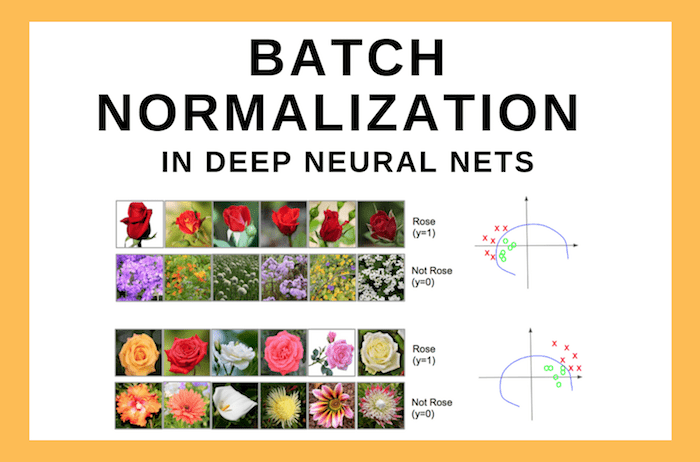 BATCH
NORMALIZATION
IN DEEP NEURAL NETS
Rose
(y=1)
Not Rose
(y=0)
Rose
(y=1)
Not Rose
(y=0)